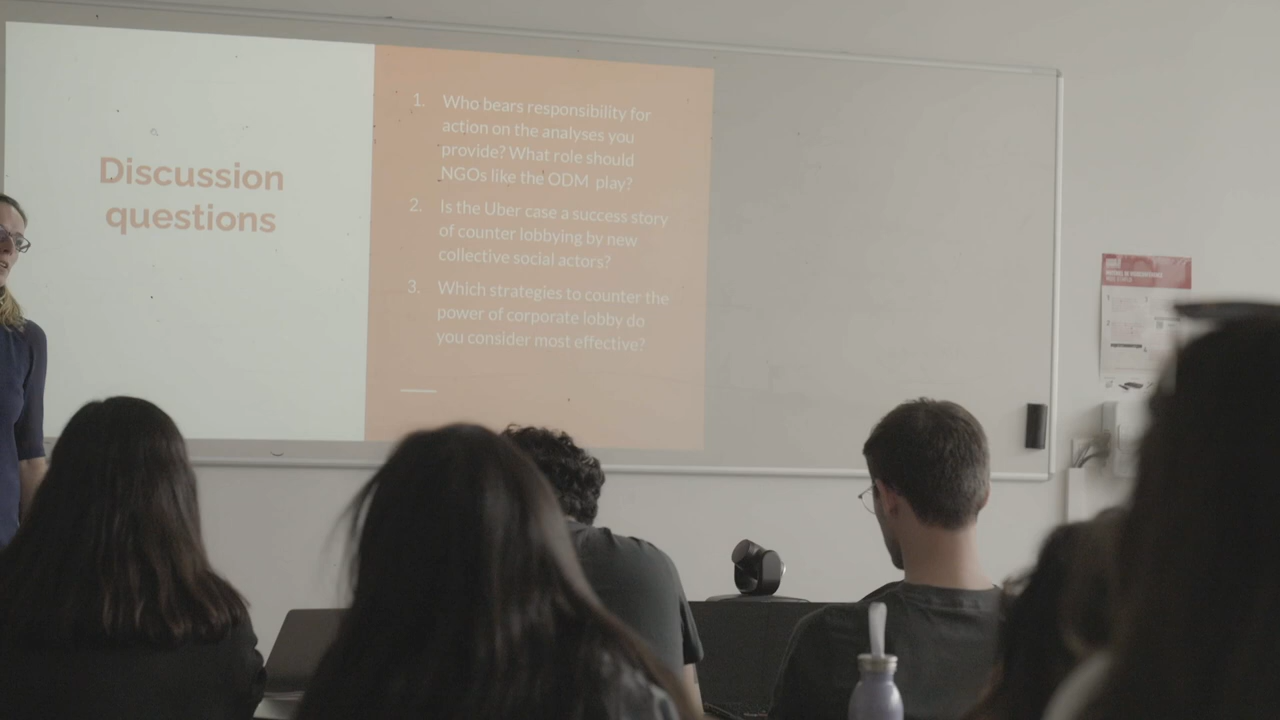 Discussion
questions
1. Who bears responsibility for
action on the analyses you
provide? What role should
NGOs like the ODM play?
2. Is the Uber case a success story
of counter lobbying by new
collective social actors?
3. Which strategies to counter the
power of corporate lobby do
you consider most effective?